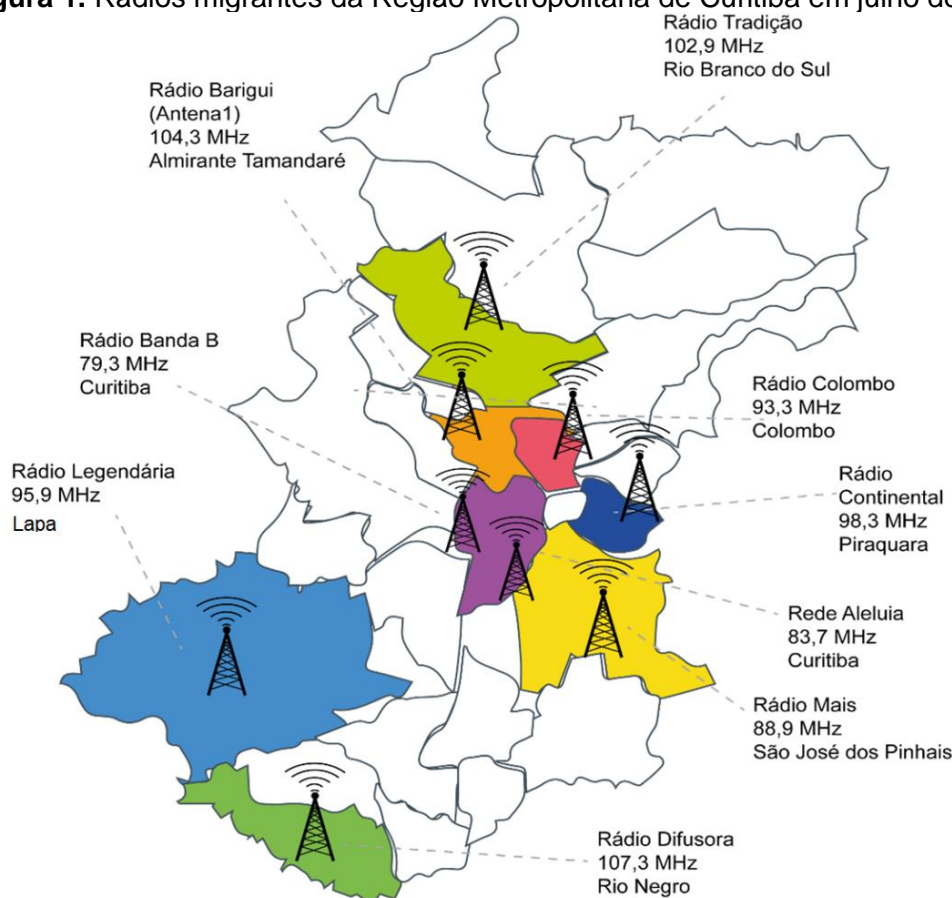 gura 1. Rádios migrantes da Região Metropolitana de Curitiba em julho de
Rádio Tradição
102,9 MHz
Rio Branco do Sul
Rádio Barigui
(Antena1)
104,3 MHz
Almirante Tamandaré
Rádio Banda B
79,3 MHz
Curitiba
Rádio Colombo
93,3 MHz
Colombo
Rádio Legendária
95,9 MHz
Lapa
Rádio
Continental
98,3 MHz
Piraquara
Rede Aleluia
83,7 MHz
Curitiba
Rádio Mais
88,9 MHz
São José dos Pinhais
Rádio Difusora
107,3 MHz
Rio Negro